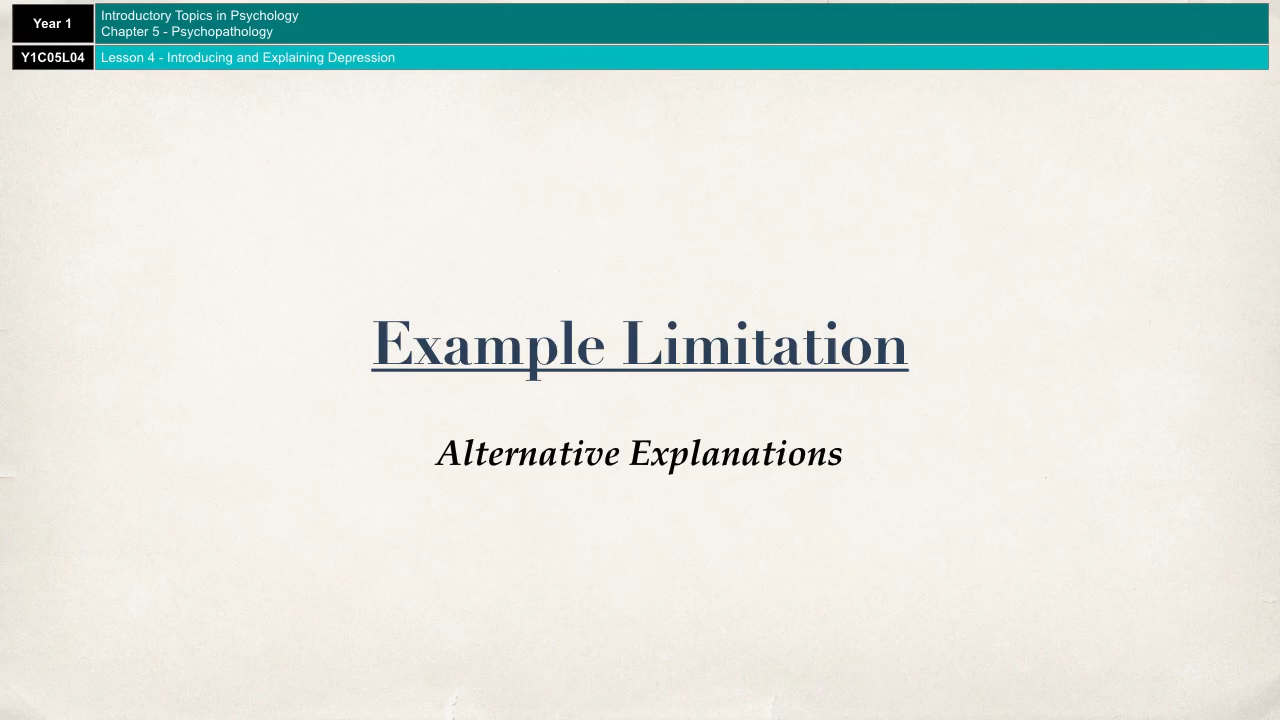 Year 1
Introductory Topics in Psychology
Chapter 5 - Psychopathology
Y1C05L04
Lesson 4 - Introducing and Explaining Depression
Example Limitation
Alternative Explanations